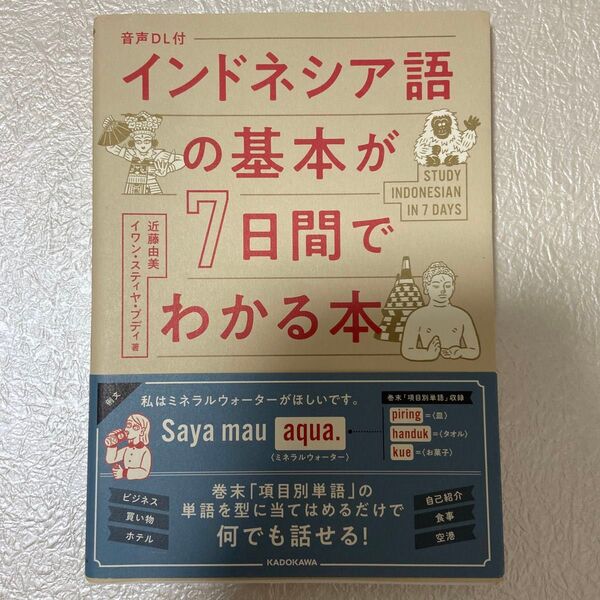 音声DL付
インドネシア語
の基本が
7日間で
わかる本
STUDY
INDONESIAN
IN 7 DAYS
近藤由美
イワン・スティヤ・ブディ 著
例文
私はミネラルウォーターがほしいです。
Saya mau aqua.
〈ミネラルウォーター〉
巻末「項目別単語」収録
piring=〈皿〉
handuk=〈タオル〉
kue=〈お菓子〉
ビジネス
買い物
ホテル
巻末「項目別単語」の
単語を型に当てはめるだけで
何でも話せる!
自己紹介
食事
空港
KADOKAWA